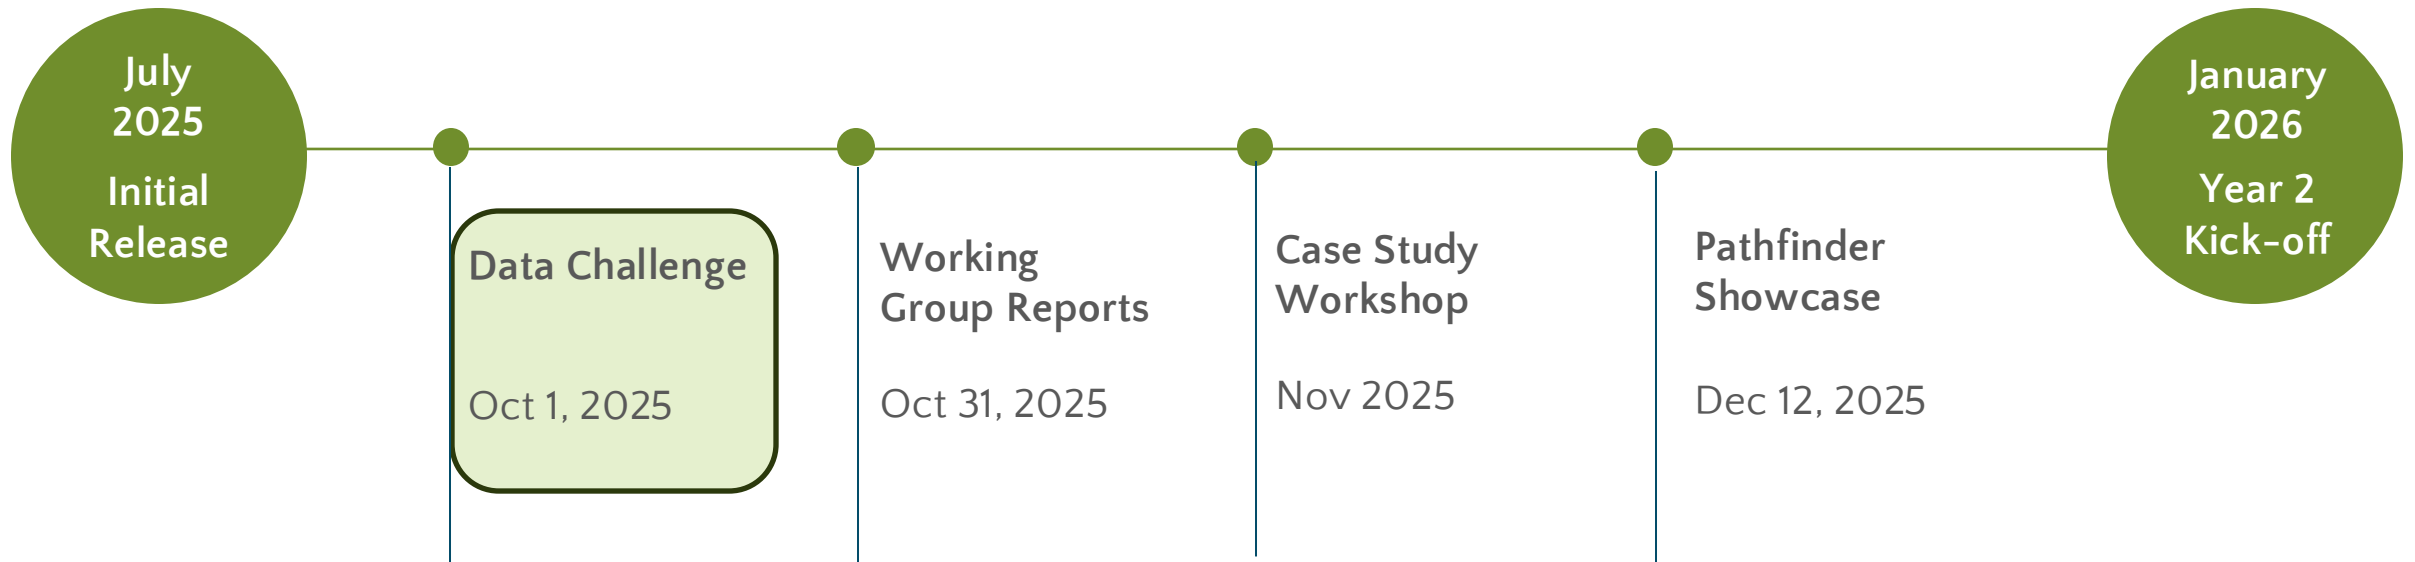 July
2025
Initial
Release
Data Challenge
Oct 1, 2025
Working
Group Reports
Oct 31, 2025
Case Study
Workshop
Nov 2025
Pathfinder
Showcase
Dec 12, 2025
January
2026
Year 2
Kick-off